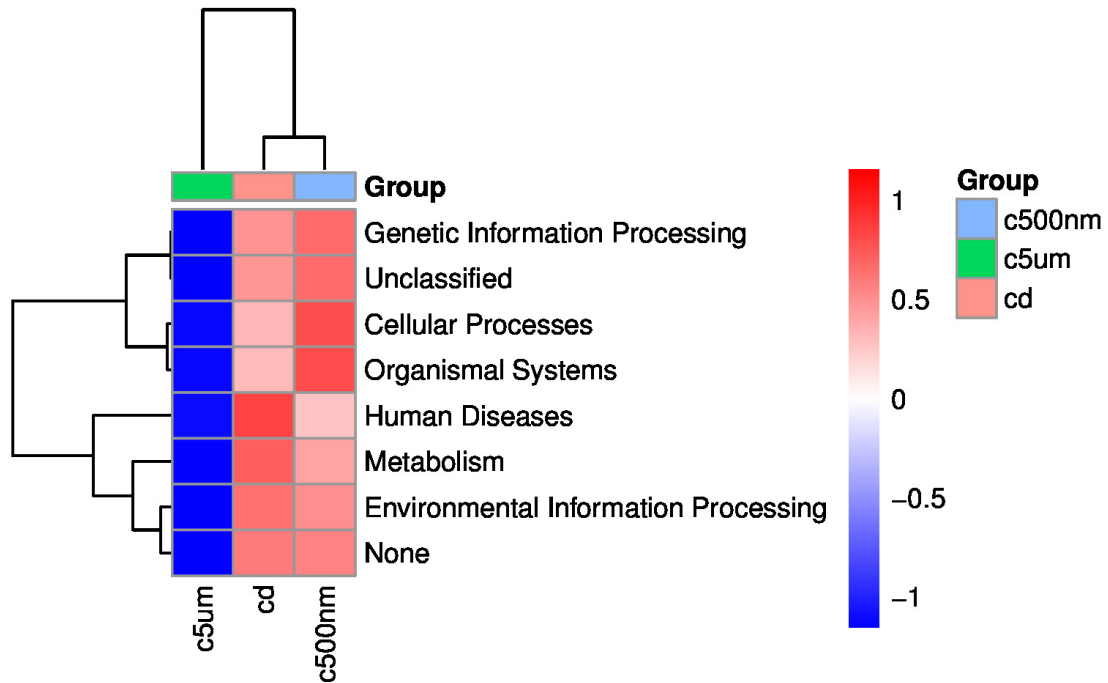 Group
Genetic Information Processing
Unclassified
Cellular Processes
Organismal Systems
Human Diseases
Metabolism
Environmental Information Processing
None
c5um
cd
c500nm
1
0.5
0
−0.5
−1
Group
c500nm
c5um
cd